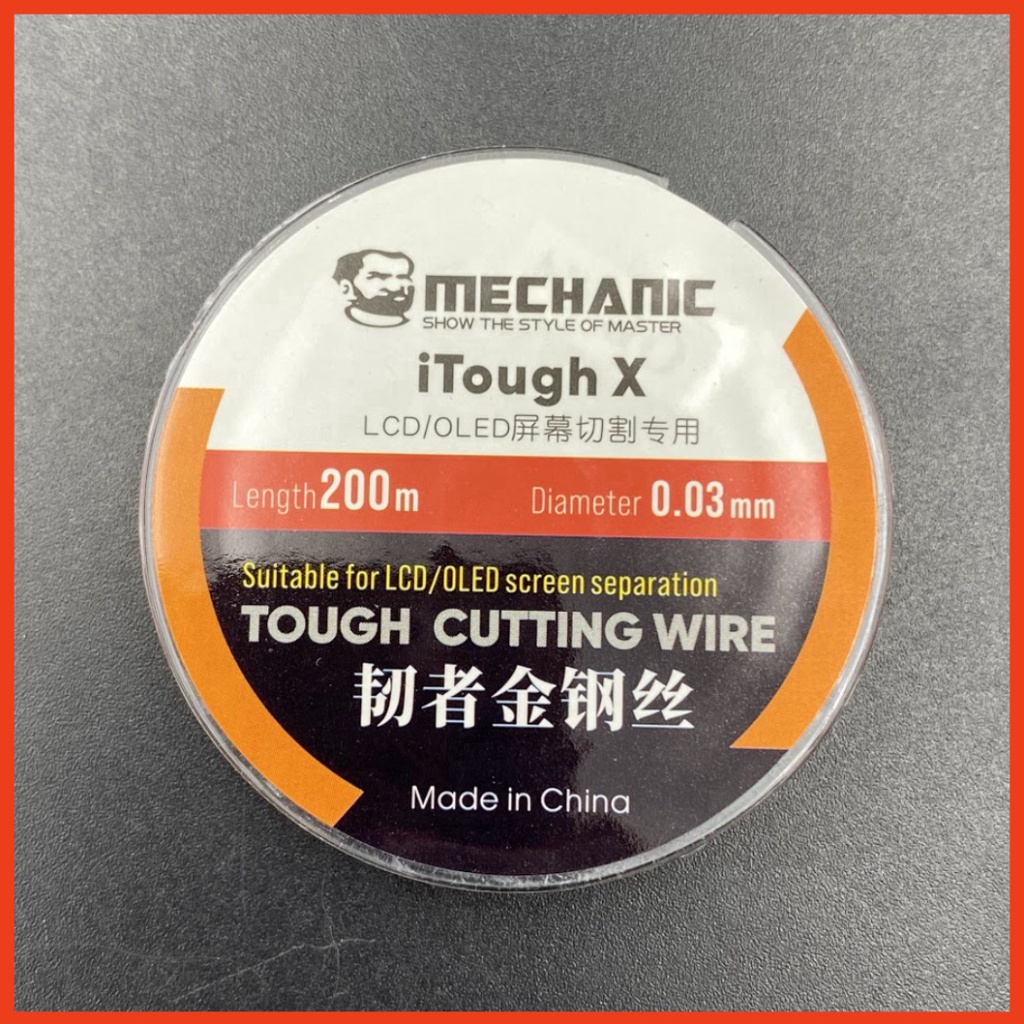 MECHANIC
SHOW THE STYLE OF MASTER
iTough X
LCD/OLED屏幕切割专用
Length 200m Diameter 0.03mm
Suitable for LCD/OLED screen separation
TOUGH CUTTING WIRE
韧者金钢丝
Made in China